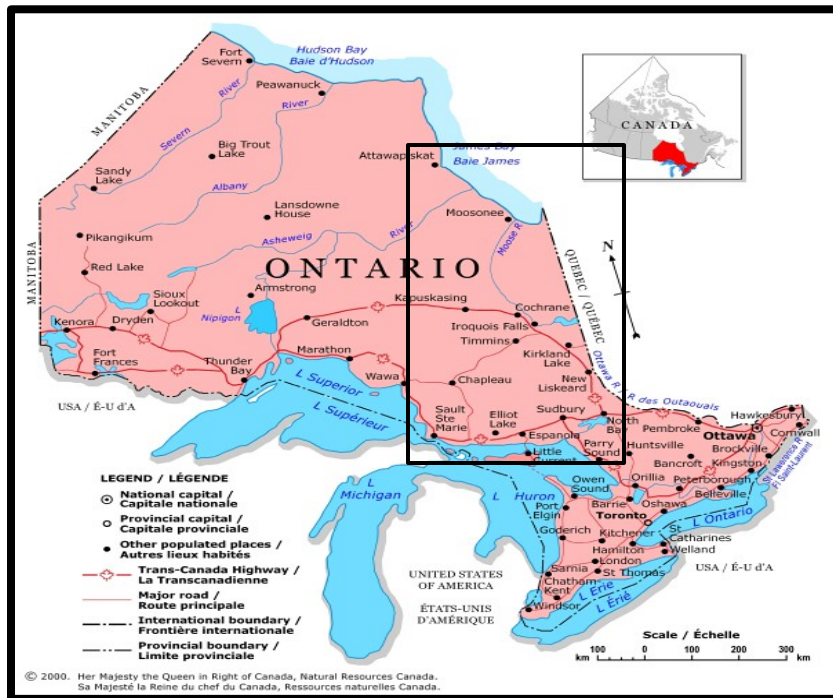 Hudson Bay
Baie d'Hudson
Fort
Severn
Peawanuck
River
River
MANITOBA
Severn
Big Trout
Lake
Attawapiskat
James Bay
Baie James
CANADA
Sandy
Lake
Albany
Lansdowne
House
Moosonee
River
Asheweig
Moose R
Pikangikum
MANITOBA
Red Lake
ONTARIO
QUEBEC / QUÉBEC
N
Sioux
Lookout
Armstrong
Kapuskasing
Cochrane
L
Nipigon
Kenora
Dryden
Geraldton
Iroquois Falls
Timmins
Fort
Frances
Thunder
Bay
Marathon
Kirkland
Lake
Wawa
Chapleau
New
Liskeard
Ottawa R / R des Outaouais
USA / É-U d'A
L Superior
L Supérieur
Sault
Ste
Marie
Elliot
Lake
Sudbury
North
Bay
Pembroke
Hawkesbury
Ottawa
Cornwall
Espanola
Little
Current
Parry
Sound
Huntsville
Brockville
Bancroft
Kingston
St Lawrence R
Fl Saint-Laurent
LEGEND / LÉGENDE
National capital /
Capitale nationale
Provincial capital /
Capitale provinciale
Other populated places /
Autres lieux habités
Trans-Canada Highway /
La Transcanadienne
Major road /
Route principale
International boundary /
Frontière internationale
Provincial boundary /
Limite provinciale
L
Michigan
L Huron
Owen
Sound
Orillia
Peterborough
Belleville
Port
Elgin
Barrie
Oshawa
Toronto
L Ontario
Goderich
Kitchener
St
Catharines
Hamilton
Welland
London
Sarnia
St Thomas
USA / É-U d'A
Chatham-
Kent
L Erie
L Érié
Windsor
UNITED STATES
OF AMERICA
ÉTATS-UNIS
D'AMÉRIQUE
Scale / Échelle
km 100 0 100 200 300 km
© 2000. Her Majesty the Queen in Right of Canada, Natural Resources Canada.
Sa Majesté la Reine du chef du Canada, Ressources naturelles Canada.